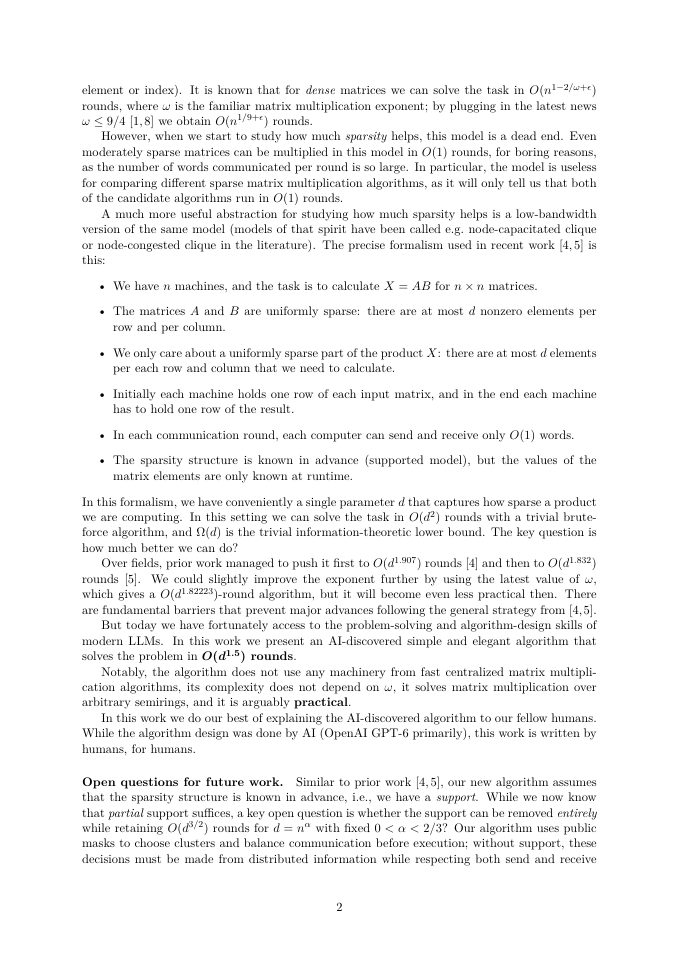 element or index). It is known that for dense matrices we can solve the task in O(n^{1−2/ω+ϵ})
rounds, where ω is the familiar matrix multiplication exponent; by plugging in the latest news
ω ≤ 9/4 [1,8] we obtain O(n^{1/9+ϵ}) rounds.
However, when we start to study how much sparsity helps, this model is a dead end. Even
moderately sparse matrices can be multiplied in this model in O(1) rounds, for boring reasons,
as the number of words communicated per round is so large. In particular, the model is useless
for comparing different sparse matrix multiplication algorithms, as it will only tell us that both
of the candidate algorithms run in O(1) rounds.
A much more useful abstraction for studying how much sparsity helps is a low-bandwidth
version of the same model (models of that spirit have been called e.g. node-capacitated clique
or node-congested clique in the literature). The precise formalism used in recent work [4,5] is
this:
• We have n machines, and the task is to calculate X = AB for n × n matrices.
• The matrices A and B are uniformly sparse: there are at most d nonzero elements per
row and per column.
• We only care about a uniformly sparse part of the product X: there are at most d elements
per each row and column that we need to calculate.
• Initially each machine holds one row of each input matrix, and in the end each machine
has to hold one row of the result.
• In each communication round, each computer can send and receive only O(1) words.
• The sparsity structure is known in advance (supported model), but the values of the
matrix elements are only known at runtime.
In this formalism, we have conveniently a single parameter d that captures how sparse a product
we are computing. In this setting we can solve the task in O(d²) rounds with a trivial brute-
force algorithm, and Ω(d) is the trivial information-theoretic lower bound. The key question is
how much better we can do?
Over fields, prior work managed to push it first to O(d^{1.907}) rounds [4] and then to O(d^{1.832})
rounds [5]. We could slightly improve the exponent further by using the latest value of ω,
which gives a O(d^{1.82223})-round algorithm, but it will become even less practical then. There
are fundamental barriers that prevent major advances following the general strategy from [4,5].
But today we have fortunately access to the problem-solving and algorithm-design skills of
modern LLMs. In this work we present an AI-discovered simple and elegant algorithm that
solves the problem in O(d^{1.5}) rounds.
Notably, the algorithm does not use any machinery from fast centralized matrix multipli-
cation algorithms, its complexity does not depend on ω, it solves matrix multiplication over
arbitrary semirings, and it is arguably practical.
In this work we do our best of explaining the AI-discovered algorithm to our fellow humans.
While the algorithm design was done by AI (OpenAI GPT-6 primarily), this work is written by
humans, for humans.
Open questions for future work. Similar to prior work [4,5], our new algorithm assumes
that the sparsity structure is known in advance, i.e., we have a support. While we now know
that partial support suffices, a key open question is whether the support can be removed entirely
while retaining O(d^{3/2}) rounds for d = n^α with fixed 0 < α < 2/3? Our algorithm uses public
masks to choose clusters and balance communication before execution; without support, these
decisions must be made from distributed information while respecting both send and receive
2